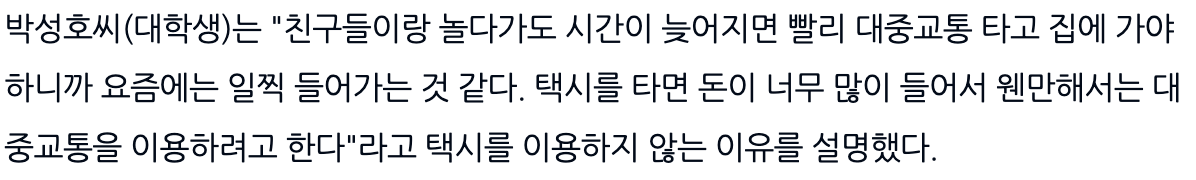 박성호씨(대학생)는 "친구들이랑 놀다가도 시간이 늦어지면 빨리 대중교통 타고 집에 가야
하니까 요즘에는 일찍 들어가는 것 같다. 택시를 타면 돈이 너무 많이 들어서 웬만해서는 대
중교통을 이용하려고 한다"라고 택시를 이용하지 않는 이유를 설명했다.